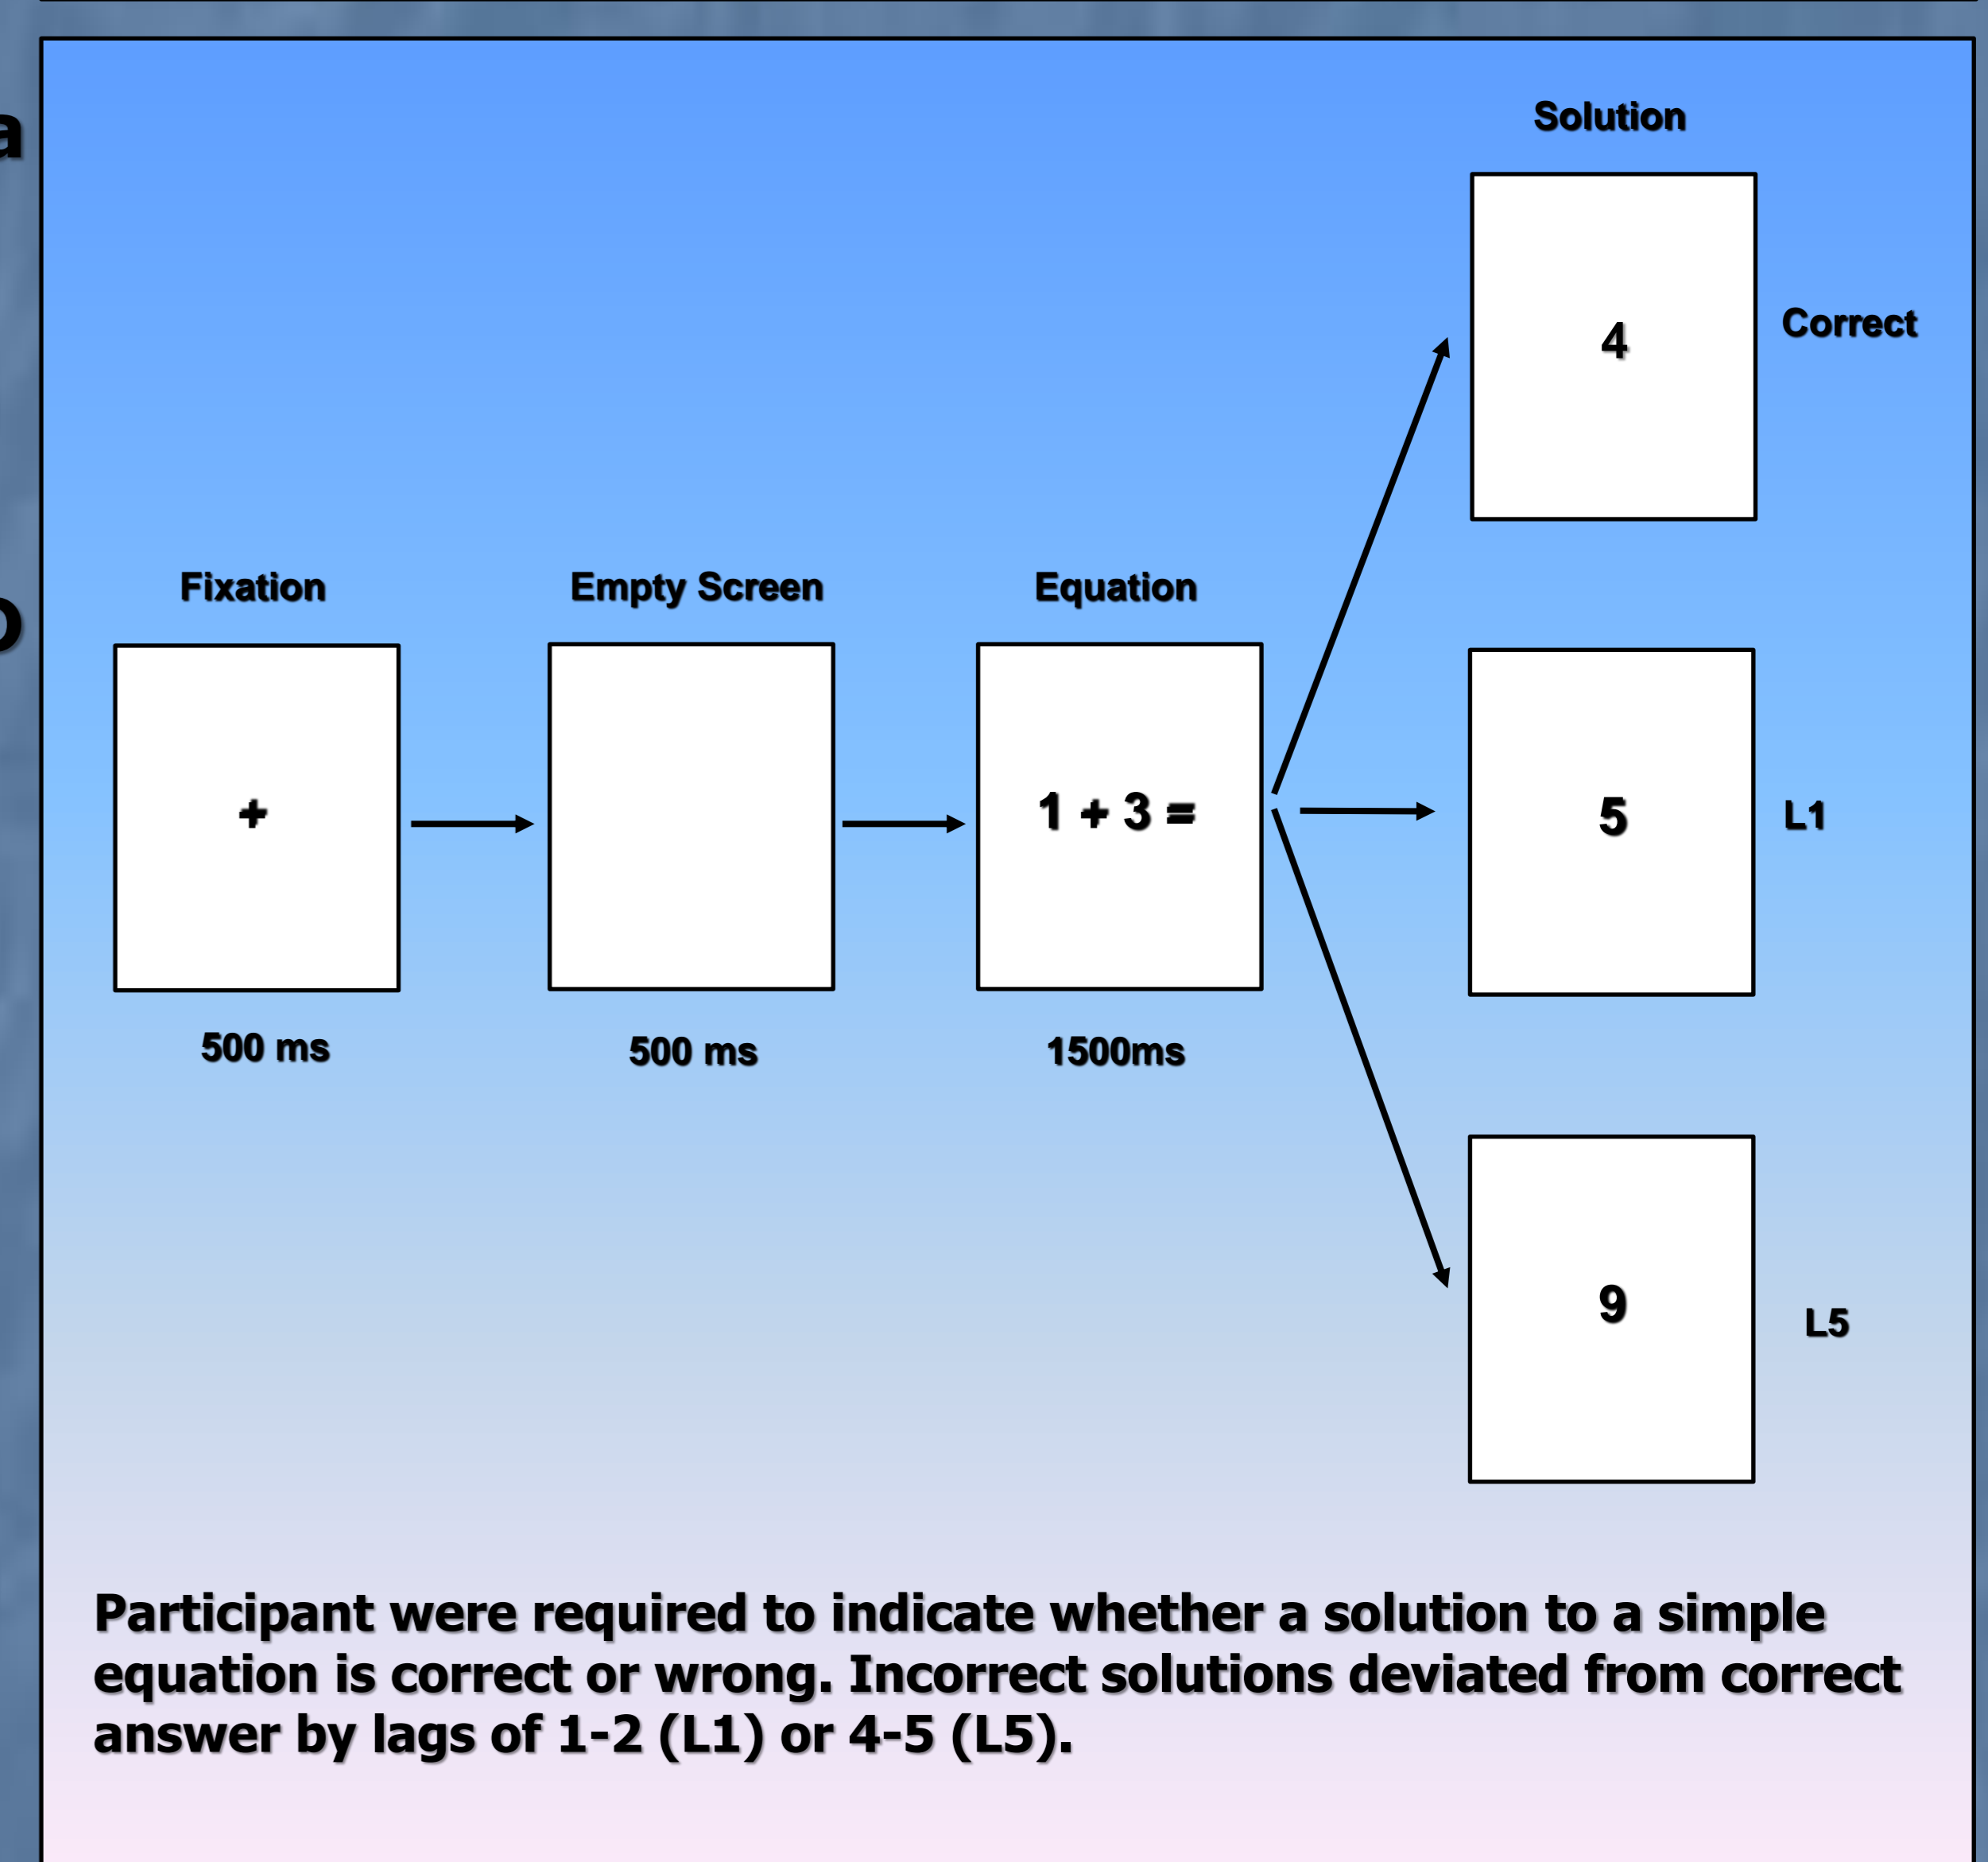 a
Solution
4
Correct
Fixation
Empty Screen
Equation
+
1 + 3 =
5
L1
500 ms
500 ms
1500ms
9
L5
Participant were required to indicate whether a solution to a simple
equation is correct or wrong. Incorrect solutions deviated from correct
answer by lags of 1-2 (L1) or 4-5 (L5).